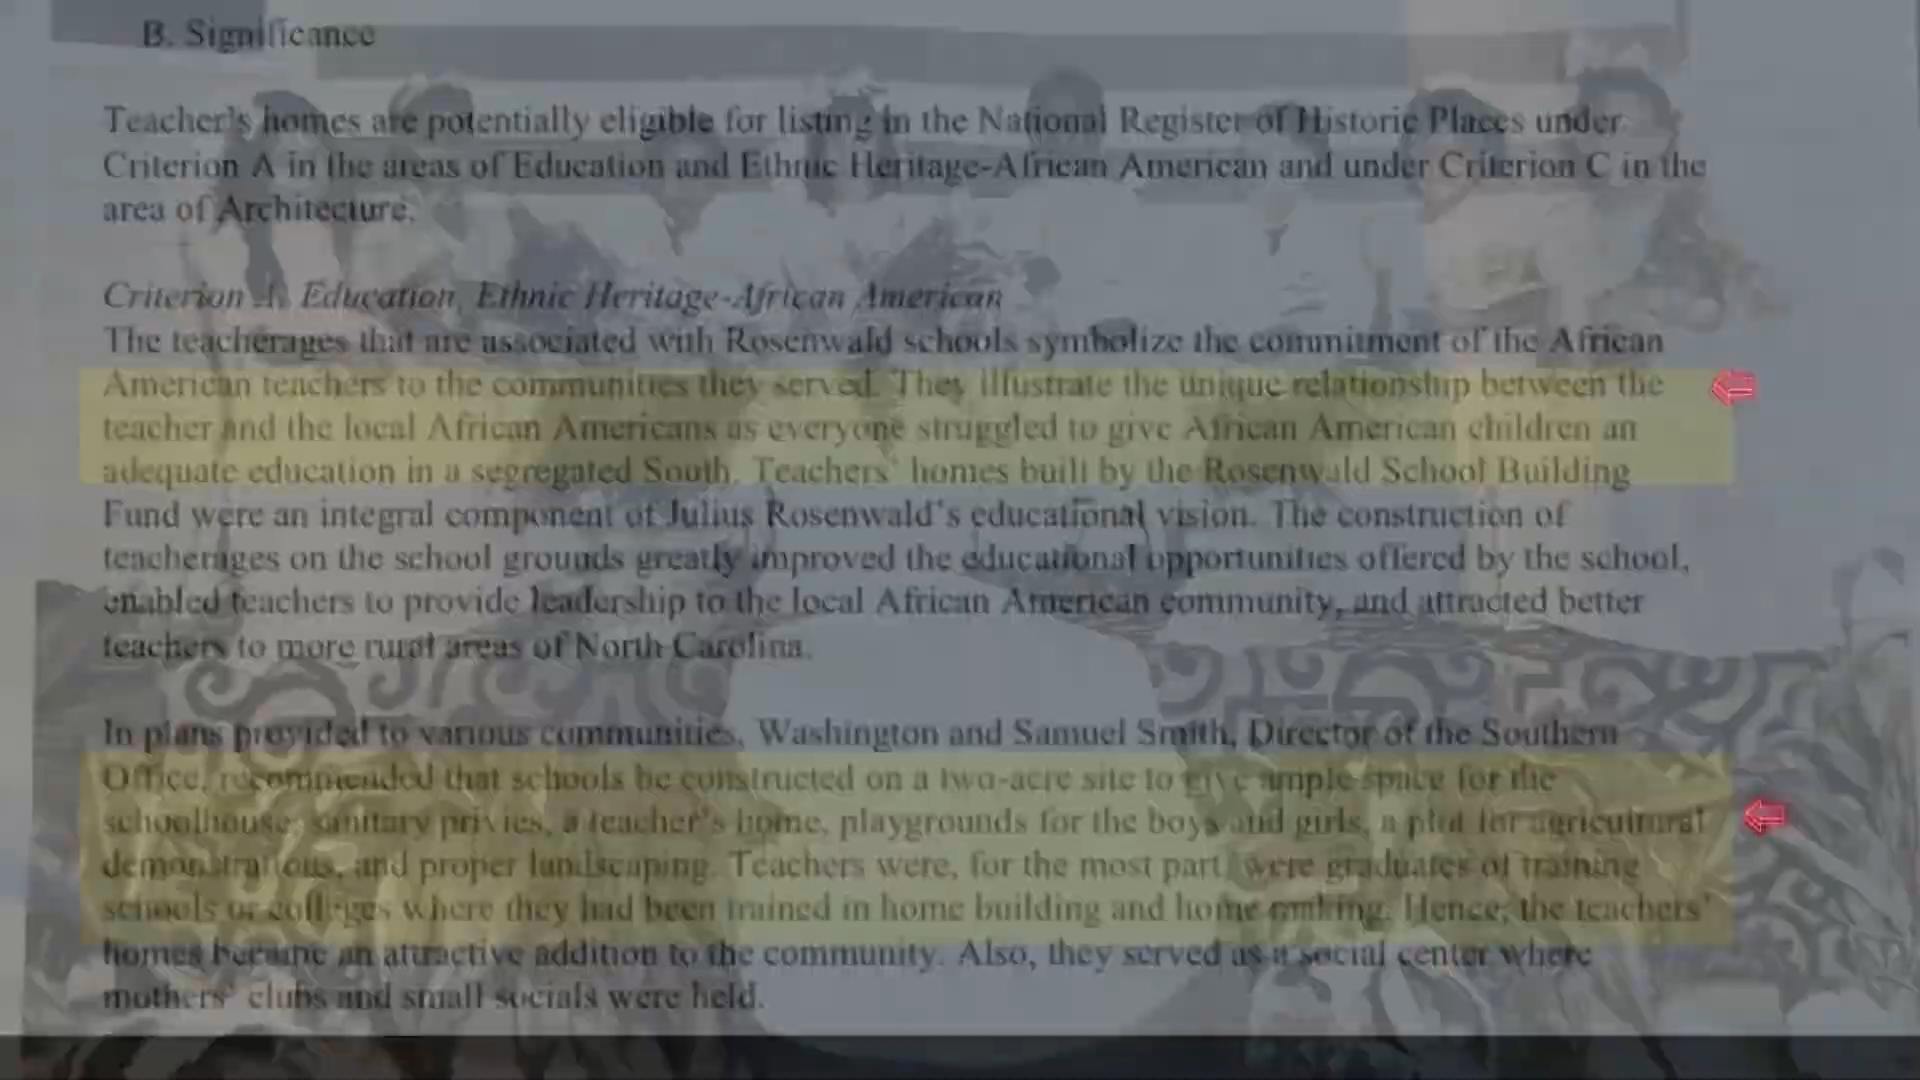 B. Significance
Teacher's homes are potentially eligible for listing in the National Register of Historic Places under
Criterion A in the areas of Education and Ethnic Heritage-African American and under Criterion C in the
area of Architecture.
Criterion A. Education, Ethnic Heritage-African American
The teacherages that are associated with Rosenwald schools symbolize the commitment of the African
American teachers to the communities they served. They illustrate the unique relationship between the
teacher and the local African Americans as everyone struggled to give African American children an
adequate education in a segregated South. Teachers' homes built by the Rosenwald School Building
Fund were an integral component of Julius Rosenwald's educational vision. The construction of
teacherages on the school grounds greatly improved the educational opportunities offered by the school,
enabled teachers to provide leadership to the local African American community, and attracted better
teachers to more rural areas of North Carolina.
In plans provided to various communities, Washington and Samuel Smith, Director of the Southern
Office, recommended that schools be constructed on a two-acre site to give ample space for the
schoolhouse, sanitary privies, a teacher's home, playgrounds for the boys and girls, a plot for agricultural
demonstrations, and proper landscaping. Teachers were, for the most part, were graduates of training
schools or colleges where they had been trained in home building and home making. Hence, the teachers'
homes became an attractive addition to the community. Also, they served as a social center where
mothers' clubs and small socials were held.